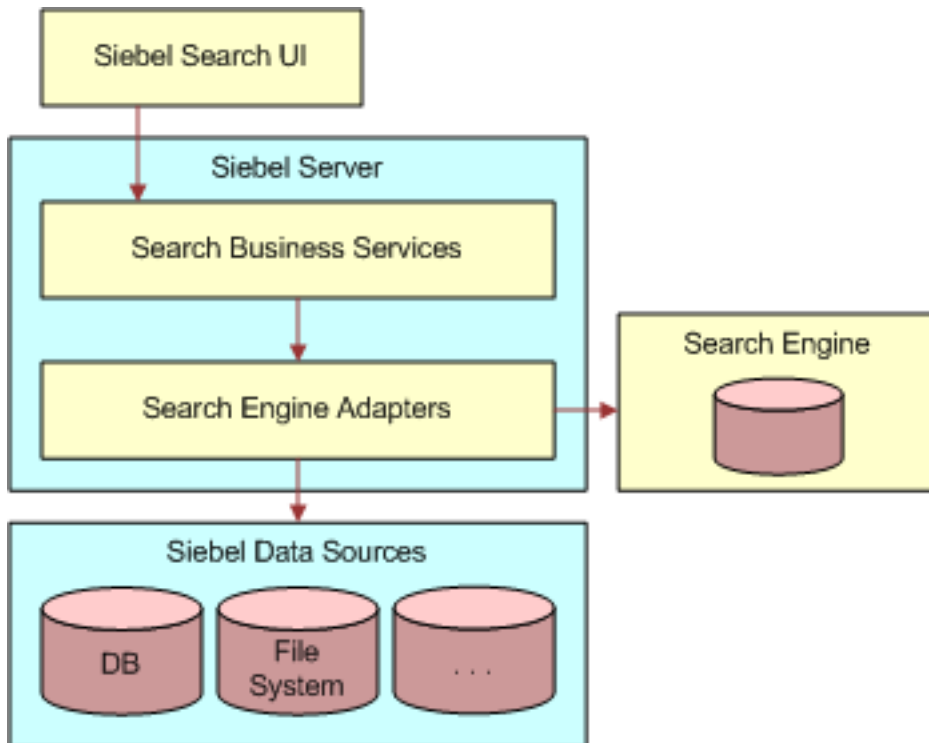 Siebel Search UI
Siebel Server
Search Business Services
Search Engine Adapters
Search Engine
Siebel Data Sources
DB
File
System
. . .